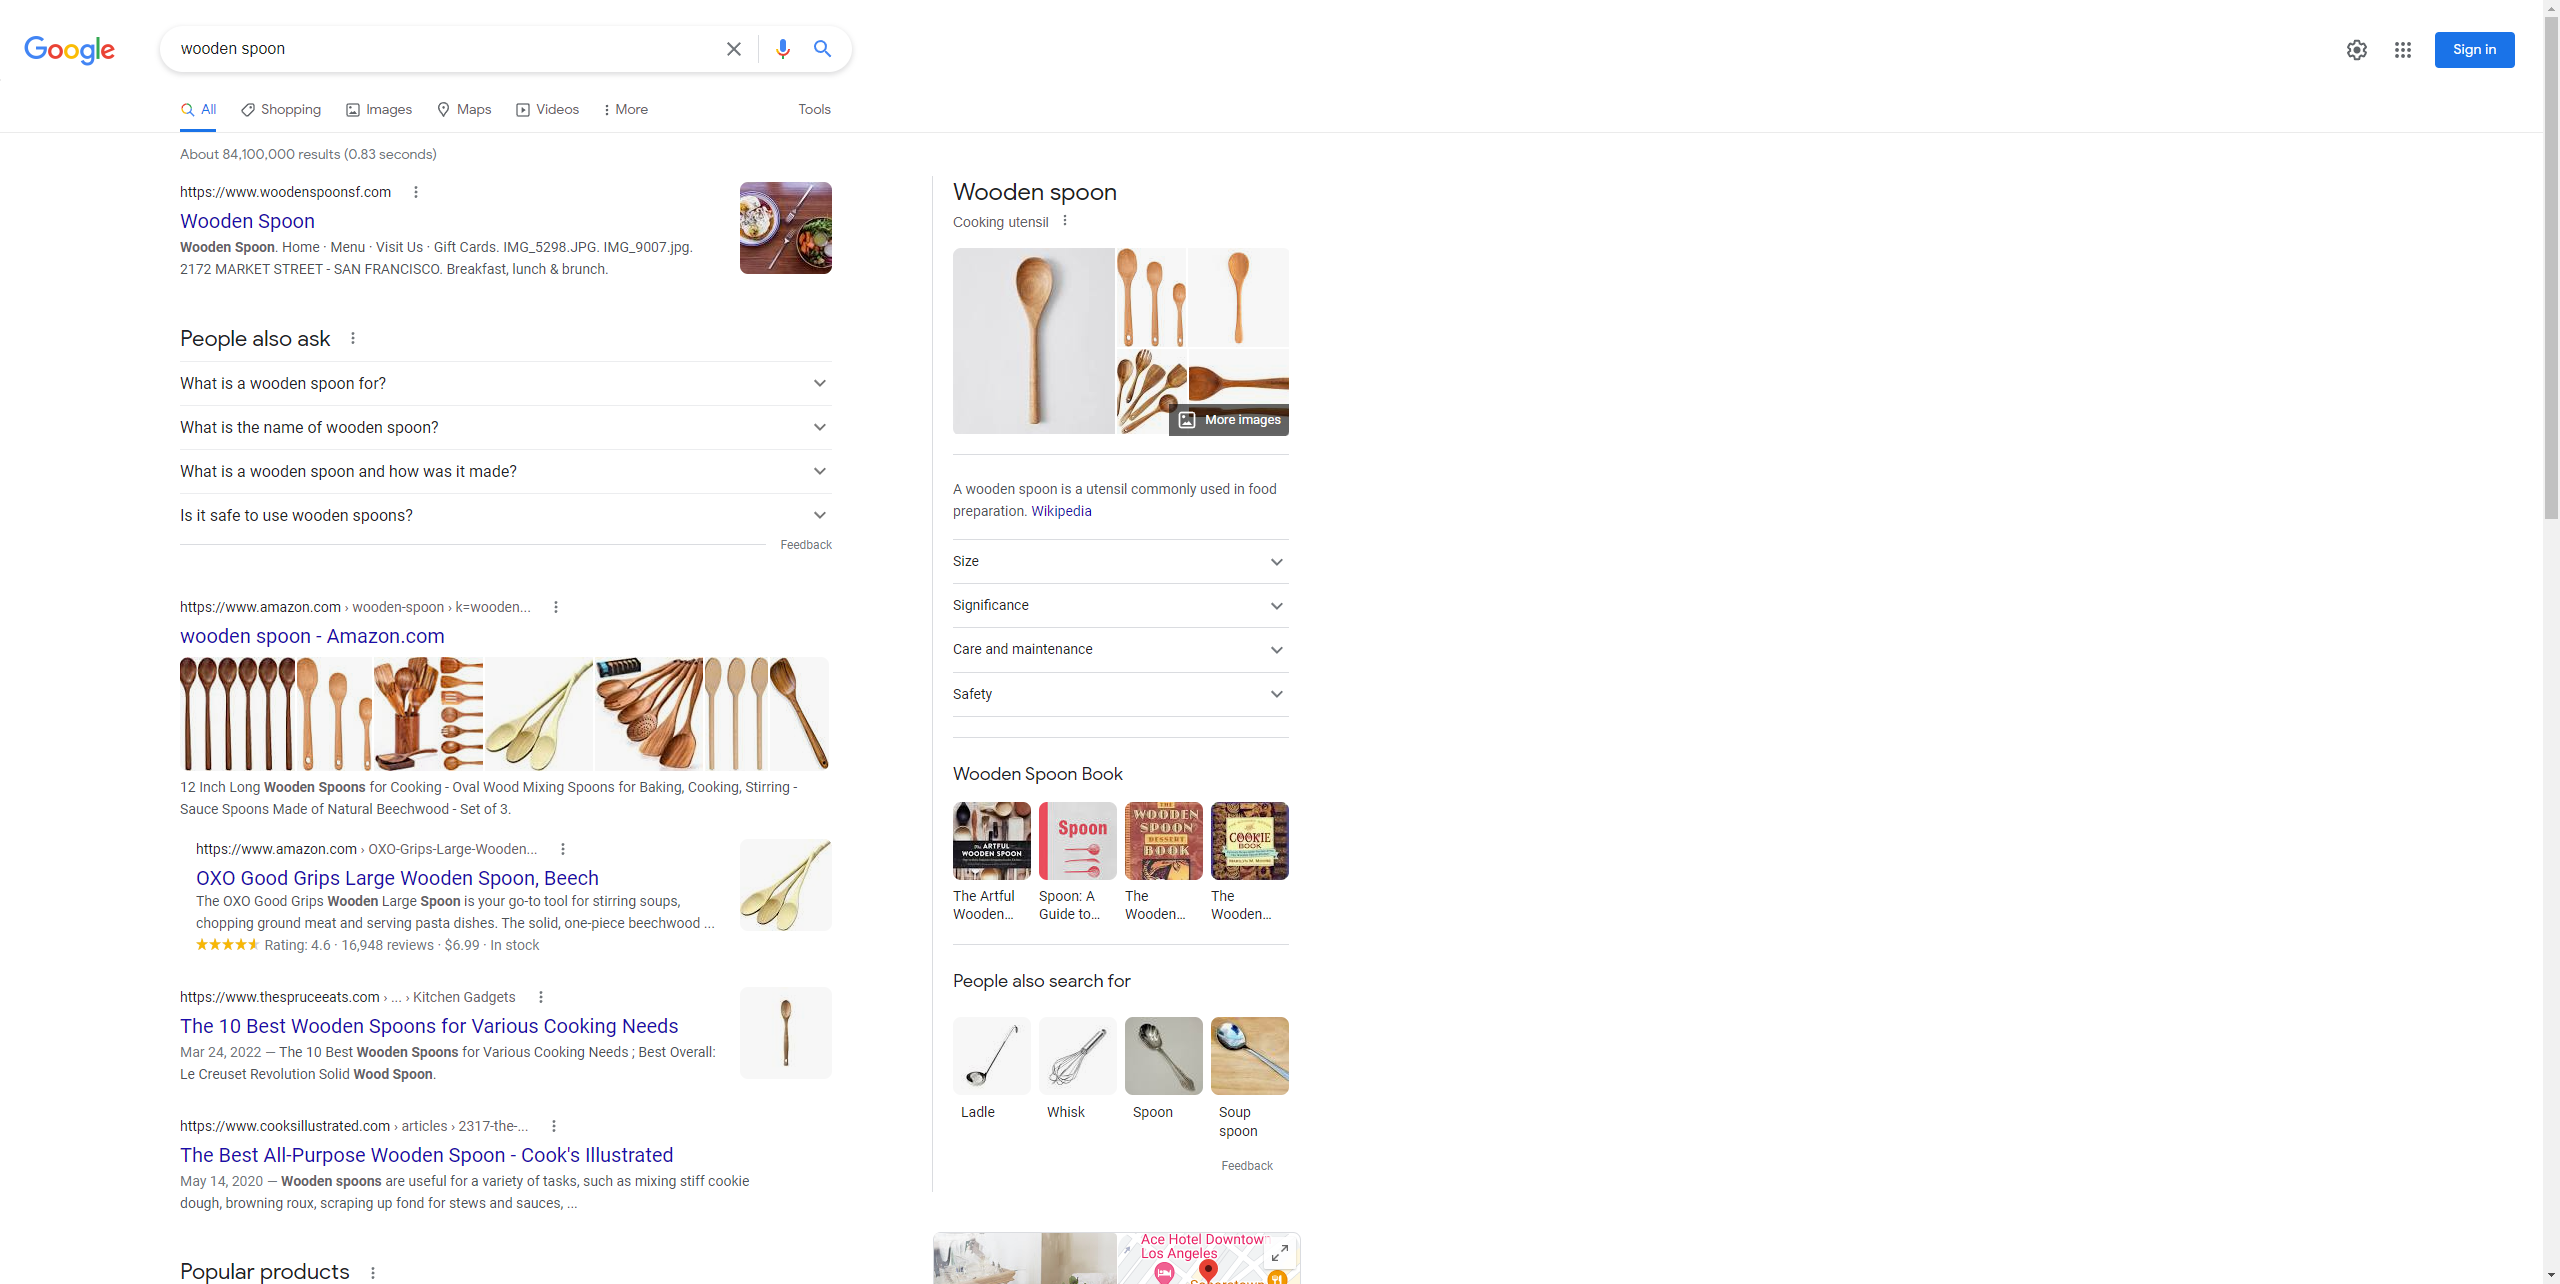 Google
wooden spoon
Sign in
All
Shopping
Images
Maps
Videos
More
Tools
About 84,100,000 results (0.83 seconds)
https://www.woodenspoonsf.com
Wooden Spoon
Wooden Spoon. Home · Menu · Visit Us · Gift Cards. IMG_5298.JPG. IMG_9007.jpg.
2172 MARKET STREET - SAN FRANCISCO. Breakfast, lunch & brunch.
People also ask
What is a wooden spoon for?
What is the name of wooden spoon?
What is a wooden spoon and how was it made?
Is it safe to use wooden spoons?
Feedback
https://www.amazon.com › wooden-spoon › k=wooden...
wooden spoon - Amazon.com
12 Inch Long Wooden Spoons for Cooking - Oval Wood Mixing Spoons for Baking, Cooking, Stirring -
Sauce Spoons Made of Natural Beechwood - Set of 3.
https://www.amazon.com › OXO-Grips-Large-Wooden...
OXO Good Grips Large Wooden Spoon, Beech
The OXO Good Grips Wooden Large Spoon is your go-to tool for stirring soups,
chopping ground meat and serving pasta dishes. The solid, one-piece beechwood ...
Rating: 4.6 · 16,948 reviews · $6.99 · In stock
https://www.thespruceeats.com › ... › Kitchen Gadgets
The 10 Best Wooden Spoons for Various Cooking Needs
Mar 24, 2022 — The 10 Best Wooden Spoons for Various Cooking Needs ; Best Overall:
Le Creuset Revolution Solid Wood Spoon.
https://www.cooksillustrated.com › articles › 2317-the-...
The Best All-Purpose Wooden Spoon - Cook's Illustrated
May 14, 2020 — Wooden spoons are useful for a variety of tasks, such as mixing stiff cookie
dough, browning roux, scraping up fond for stews and sauces, ...
Popular products
Wooden spoon
Cooking utensil
More images
A wooden spoon is a utensil commonly used in food
preparation. Wikipedia
Size
Significance
Care and maintenance
Safety
Wooden Spoon Book
The ARTFUL
WOODEN SPOON
Spoon
THE
WOODEN
SPOON
DESSERT
BOOK
COOKIE
BOOK
The Artful
Wooden...
Spoon: A
Guide to...
The
Wooden...
The
Wooden...
People also search for
Ladle
Whisk
Spoon
Soup
spoon
Feedback
Ace Hotel Downtown
Los Angeles